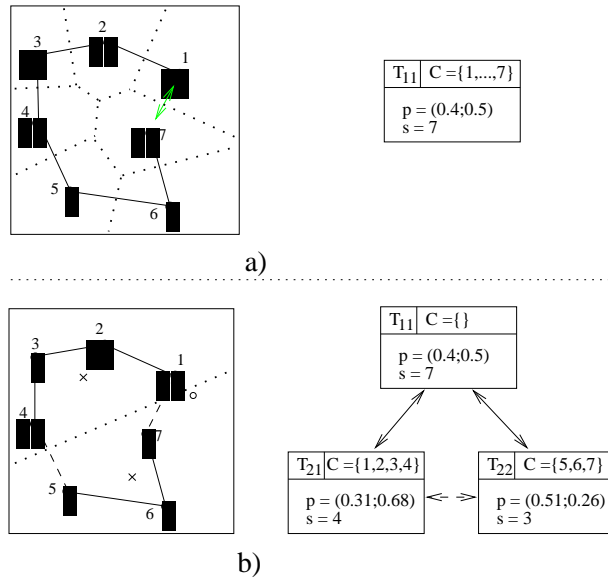 2
3
1
4
7
5
6
T11 C ={1,...,7}
p = (0.4;0.5)
s = 7
a)
2
3
1
4
7
5
6
T11 C ={}
p = (0.4;0.5)
s = 7
T21 C ={1,2,3,4}
p = (0.31;0.68)
s = 4
T22 C ={5,6,7}
p = (0.51;0.26)
s = 3
b)